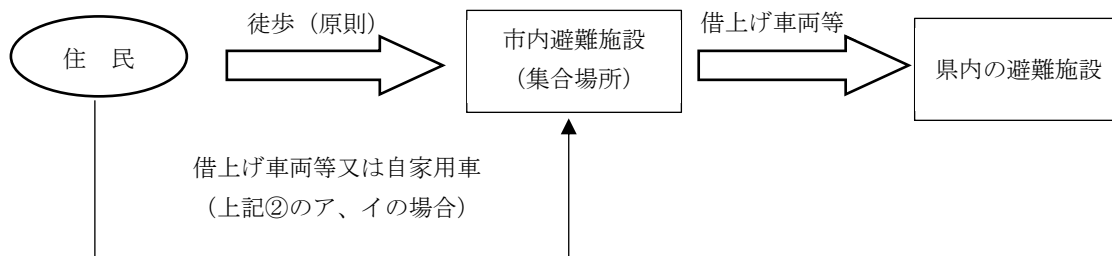 住　民
徒歩（原則）
市内避難施設
（集合場所）
借上げ車両等
県内の避難施設
借上げ車両等又は自家用車
（上記②のア、イの場合）